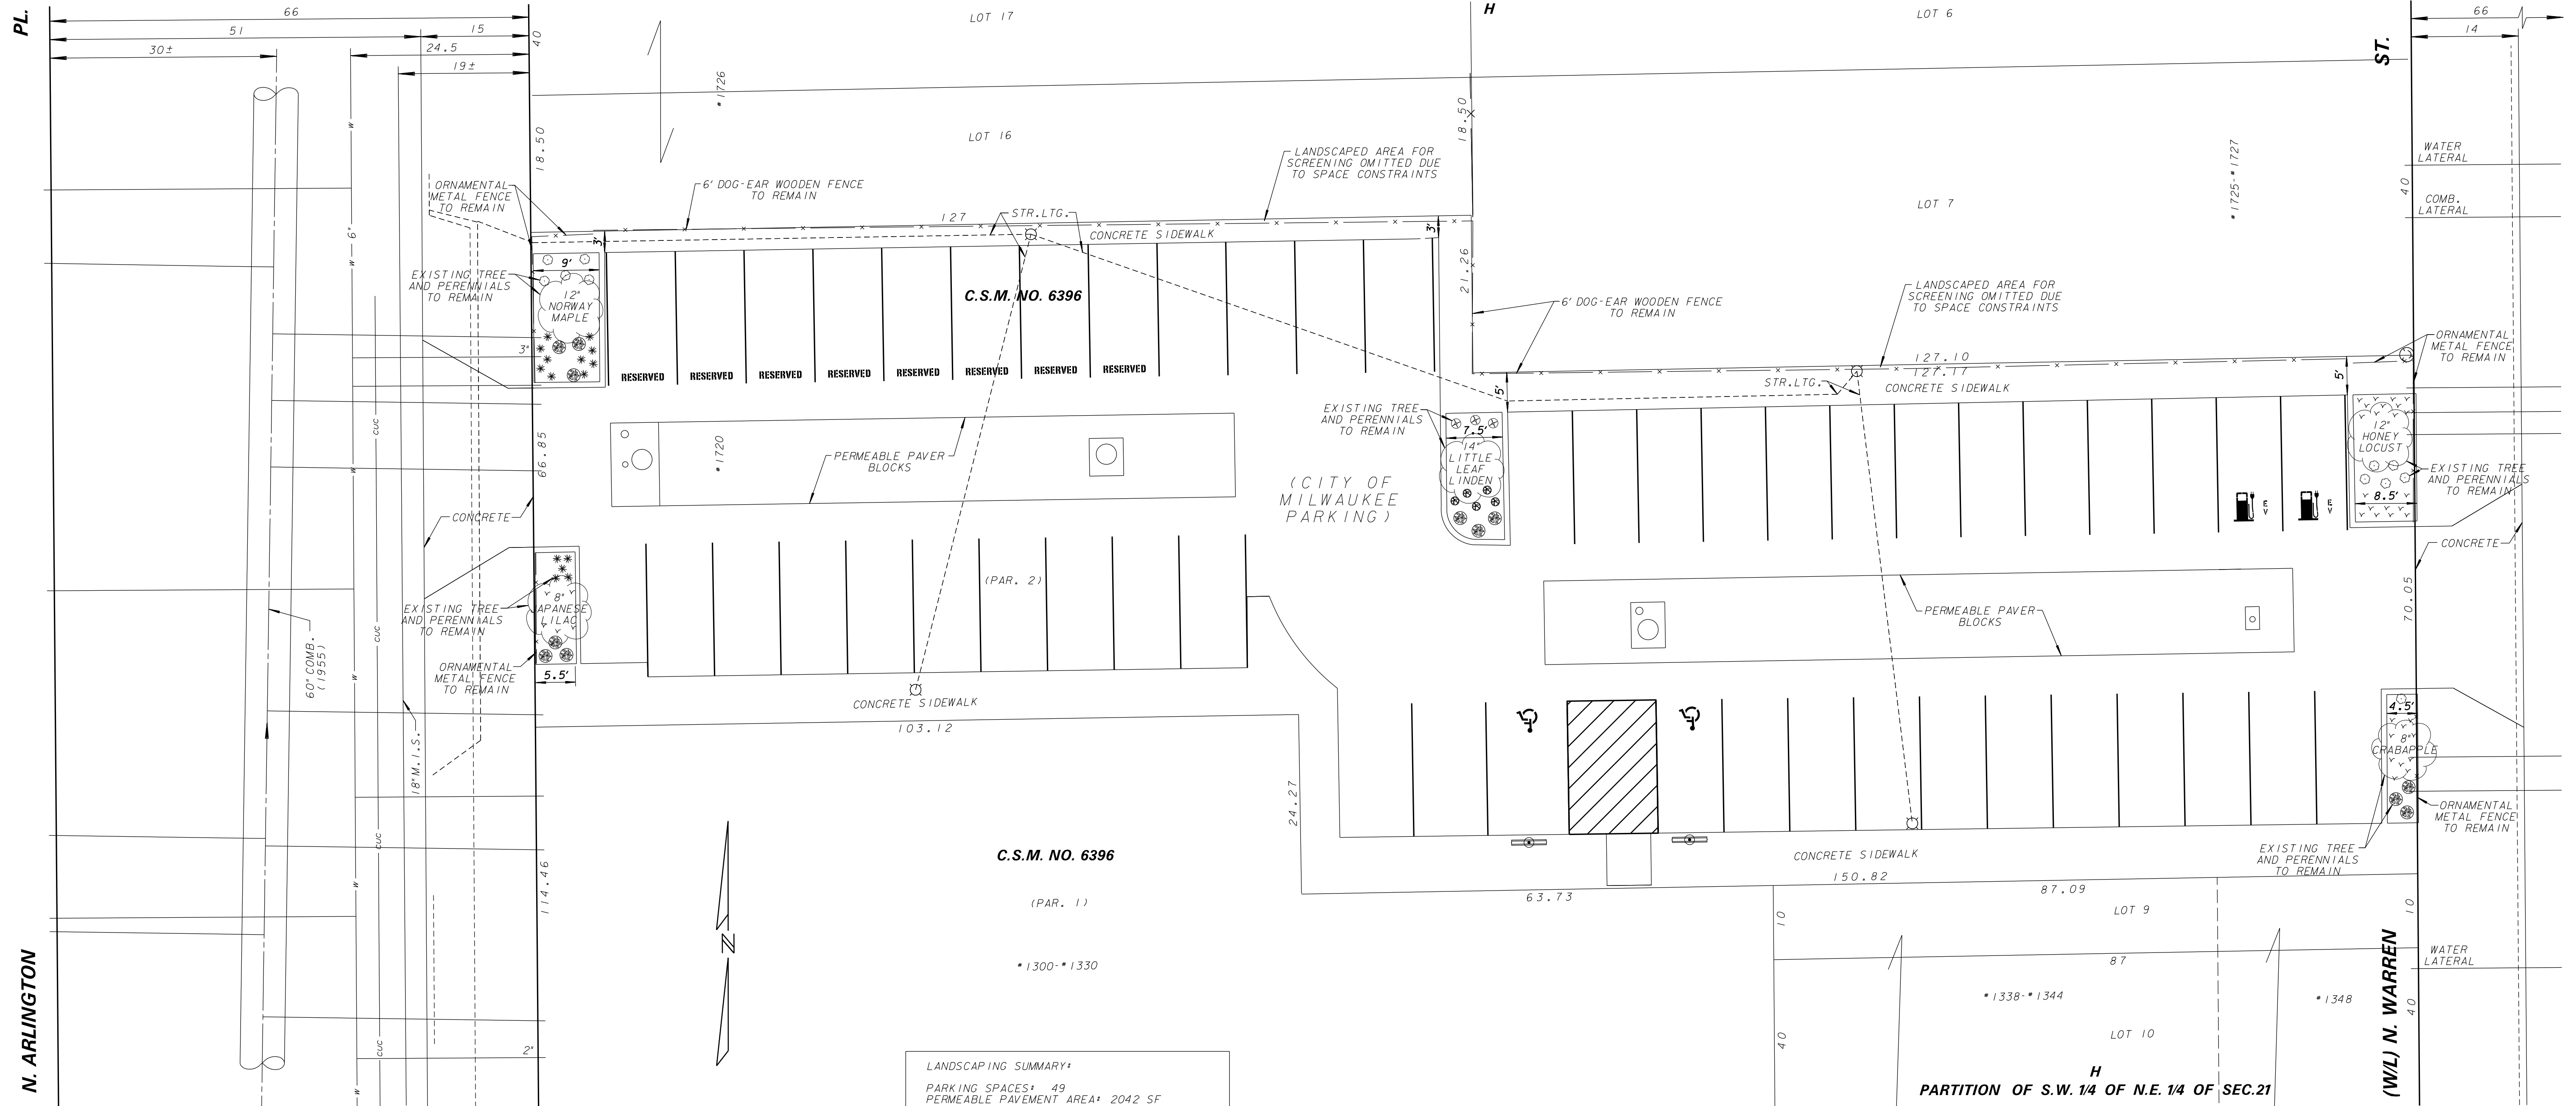 PL.
66
51
15
30±
24.5
19±
40
LOT 17
H
LOT 6
ST.
66
14
#1726
18.50
LOT 16
18.50
LANDSCAPED AREA FOR
SCREENING OMITTED DUE
TO SPACE CONSTRAINTS
#1725-#1727
WATER
LATERAL
40
COMB.
LATERAL
LOT 7
ORNAMENTAL
METAL FENCE
TO REMAIN
6' DOG-EAR WOODEN FENCE
TO REMAIN
127
STR.LTG.
CONCRETE SIDEWALK
3'
3'
W
6"
W
EXISTING TREE
AND PERENNIALS
TO REMAIN
9'
12"
NORWAY
MAPLE
C.S.M. NO. 6396
21.26
6' DOG-EAR WOODEN FENCE
TO REMAIN
LANDSCAPED AREA FOR
SCREENING OMITTED DUE
TO SPACE CONSTRAINTS
ORNAMENTAL
METAL FENCE
TO REMAIN
3"
RESERVED
RESERVED
RESERVED
RESERVED
RESERVED
RESERVED
RESERVED
RESERVED
127.10
127.17
STR.LTG.
CONCRETE SIDEWALK
5'
5'
EXISTING TREE
AND PERENNIALS
TO REMAIN
7.5'
14"
LITTLE
LEAF
LINDEN
12"
HONEY
LOCUST
EXISTING TREE
AND PERENNIALS
TO REMAIN
8.5'
CUC
W
66.85
#1720
PERMEABLE PAVER
BLOCKS
(CITY OF
MILWAUKEE
PARKING)
E
V
E
V
CONCRETE
CONCRETE
(PAR. 2)
EXISTING TREE
AND PERENNIALS
TO REMAIN
8"
JAPANESE
LILAC
PERMEABLE PAVER
BLOCKS
70.05
60" COMB.
(1955)
CUC
W
ORNAMENTAL
METAL FENCE
TO REMAIN
5.5'
CONCRETE SIDEWALK
103.12
4.5'
8"
CRABAPPLE
18" M.I.S.
24.27
ORNAMENTAL
METAL FENCE
TO REMAIN
CUC
C.S.M. NO. 6396
CONCRETE SIDEWALK
EXISTING TREE
AND PERENNIALS
TO REMAIN
W
114.46
(PAR. 1)
63.73
150.82
87.09
10
LOT 9
10
N
WATER
LATERAL
87
#1300-#1330
#1338-#1344
#1348
N. ARLINGTON
(W/L) N. WARREN
CUC
2"
40
LOT 10
40
LANDSCAPING SUMMARY:
PARKING SPACES: 49
PERMEABLE PAVEMENT AREA: 2042 SF
W
H
PARTITION OF S.W. 1/4 OF N.E. 1/4 OF SEC.21